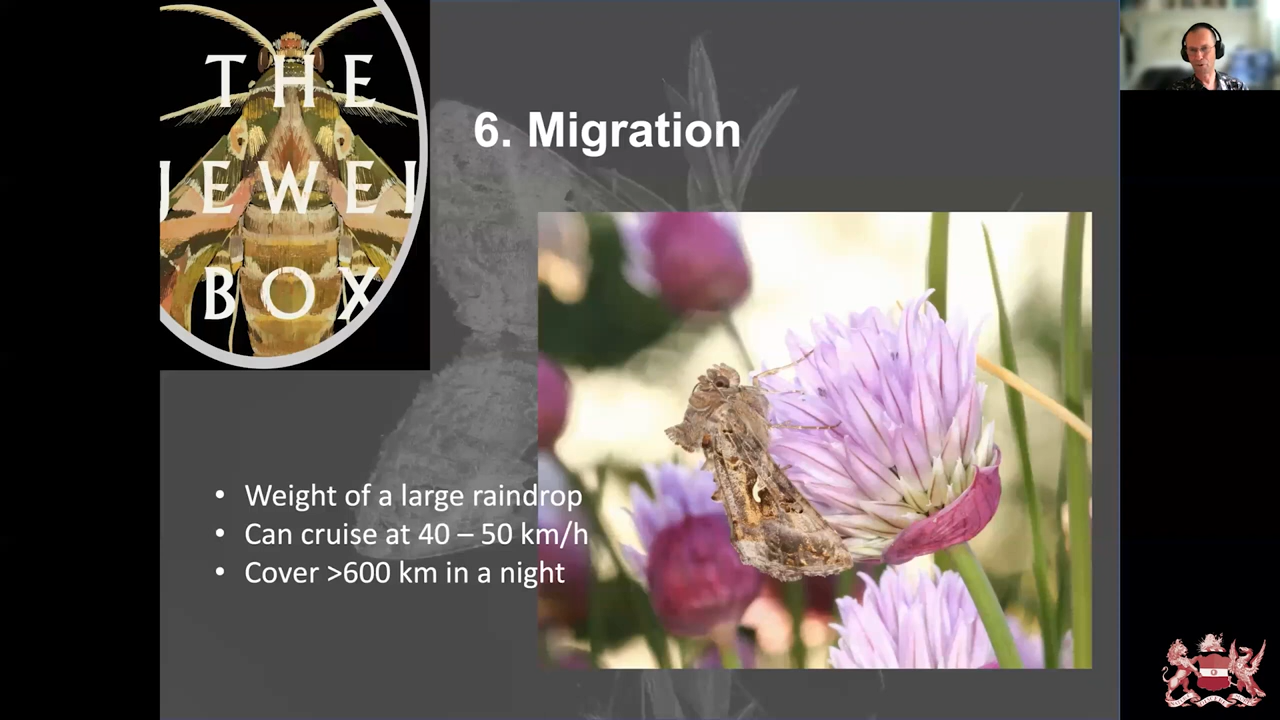 THE
JEWEL
BOX
6. Migration
• Weight of a large raindrop
• Can cruise at 40 – 50 km/h
• Cover >600 km in a night